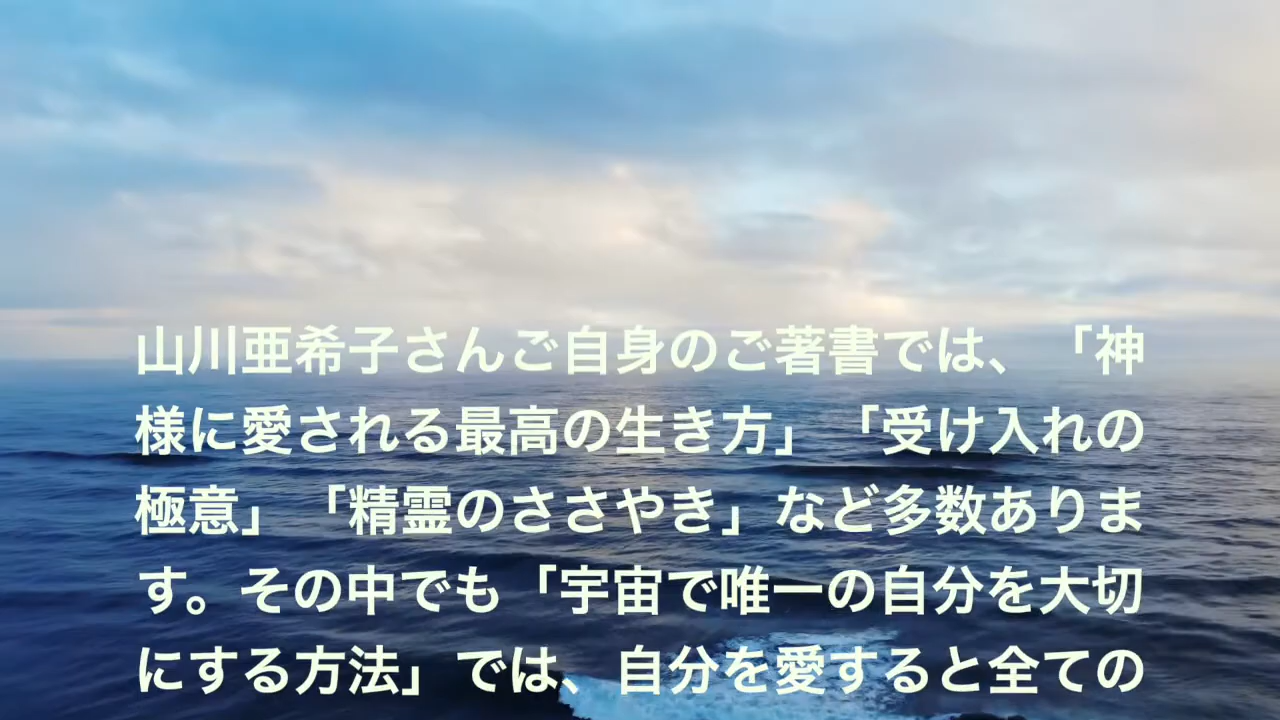 山川亜希子さんご自身のご著書では、「神
様に愛される最高の生き方」「受け入れの
極意」「精霊のささやき」など多数ありま
す。その中でも「宇宙で唯一の自分を大切
にする方法」では、自分を愛すると全ての